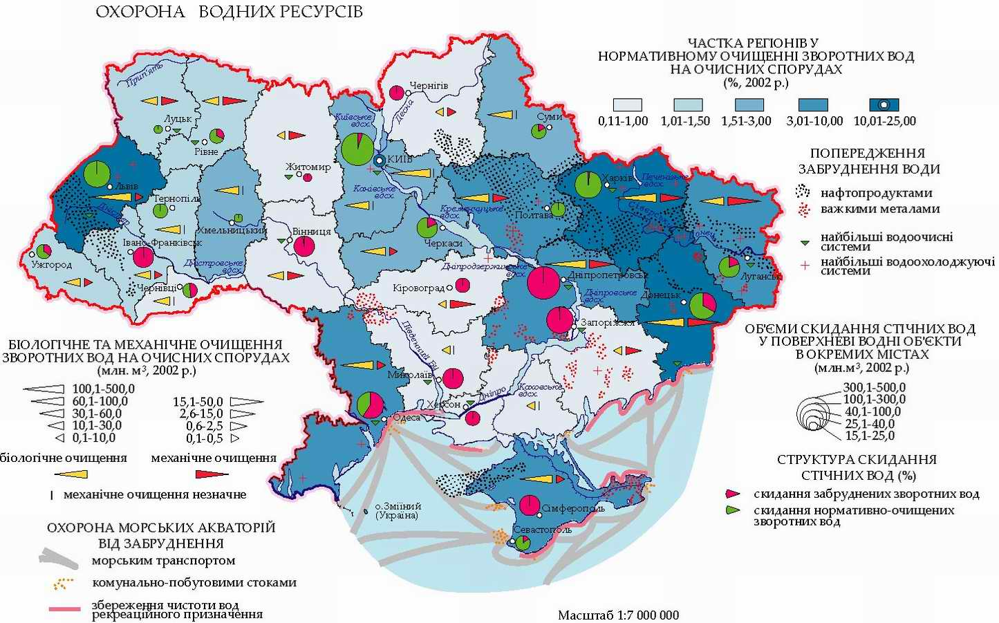 ОХОРОНА ВОДНИХ РЕСУРСІВ
ЧАСТКА РЕГІОНІВ У
НОРМАТИВНОМУ ОЧИЩЕННІ ЗВОРОТНИХ ВОД
НА ОЧИСНИХ СПОРУДАХ
(%, 2002 р.)
0,11-1,00 1,01-1,50 1,51-3,00 3,01-10,00 10,01-25,00
ПОПЕРЕДЖЕННЯ
ЗАБРУДНЕННЯ ВОДИ
нафтопродуктами
важкими металами
найбільші водоочисні
системи
найбільші водоохолоджуючі
системи
Прип'ять
Чернігів
Десна
Луцьк
Рівне
Київське
вдсх.
Суми
КИЇВ
Житомир
Львів
Тернопіль
Дністер
Хмельницький
Канівське
вдсх.
Харків
Печенізьке
вдсх.
Кременчуцьке
вдсх.
Полтава
Сіверський
Донец
Вінниця
Черкаси
Івано-Франківськ
Ужгород
Дністровське
вдсх.
Чернівці
Дніпродзержинське
вдсх.
Дніпропетровськ
Луганськ
Кіровоград
Дніпровське
вдсх.
Донецьк
Запоріжжя
Південний Буг
Миколаїв
Каховське
вдсх.
Дніпро
Херсон
Одеса
о.Зміїний
(Україна)
Сімферополь
Севастополь
БІОЛОГІЧНЕ ТА МЕХАНІЧНЕ ОЧИЩЕННЯ
ЗВОРОТНИХ ВОД НА ОЧИСНИХ СПОРУДАХ
(млн. м³, 2002 р.)
100,1-500,0
60,1-100,0 15,1-50,0
30,1-60,0 2,6-15,0
10,1-30,0 0,6-2,5
0,1-10,0 0,1-0,5
біологічне очищення механічне очищення
механічне очищення незначне
ОХОРОНА МОРСЬКИХ АКВАТОРІЙ
ВІД ЗАБРУДНЕННЯ
морським транспортом
комунально-побутовими стоками
збереження чистоти вод
рекреаційного призначення
ОБ'ЄМИ СКИДАННЯ СТІЧНИХ ВОД
У ПОВЕРХНЕВІ ВОДНІ ОБ'ЄКТИ
В ОКРЕМИХ МІСТАХ
(млн.м³, 2002 р.)
300,1-500,0
100,1-300,0
40,1-100,0
25,1-40,0
15,1-25,0
СТРУКТУРА СКИДАННЯ
СТІЧНИХ ВОД (%)
скидання забруднених зворотних вод
скидання нормативно-очищених
зворотних вод
Масштаб 1:7 000 000